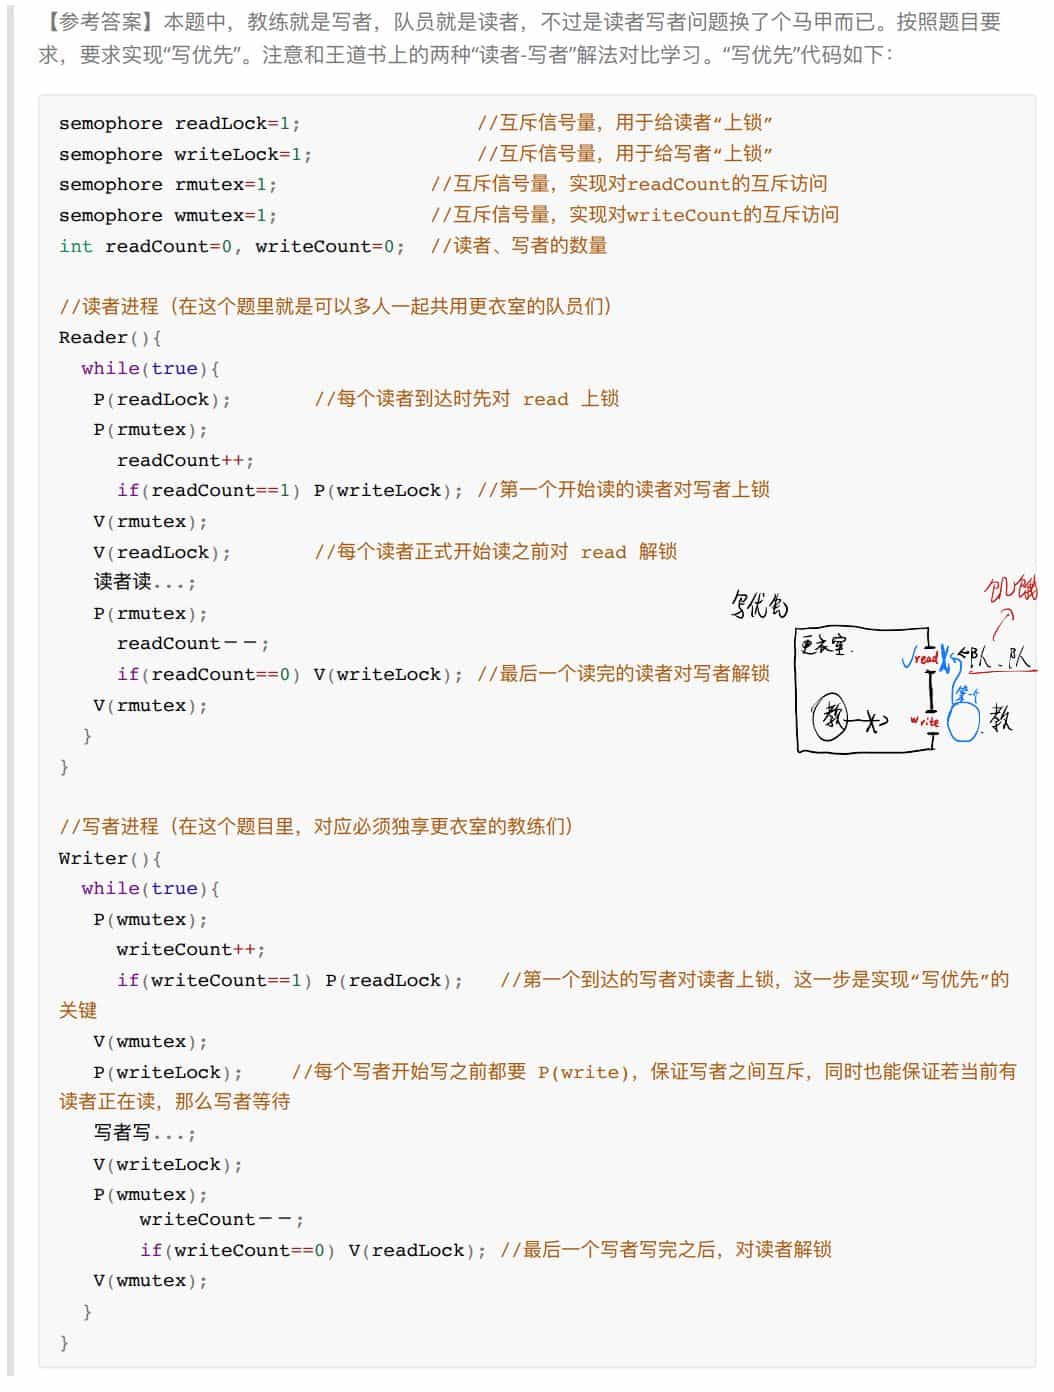 【参考答案】本题中，教练就是写者，队员就是读者，不过是读者写者问题换了个马甲而已。按照题目要
求，要求实现“写优先”。注意和王道书上的两种“读者-写者”解法对比学习。“写优先”代码如下：
semophore readLock=1; //互斥信号量，用于给读者“上锁”
semophore writeLock=1; //互斥信号量，用于给写者“上锁”
semophore rmutex=1; //互斥信号量，实现对readCount的互斥访问
semophore wmutex=1; //互斥信号量，实现对writeCount的互斥访问
int readCount=0, writeCount=0; //读者、写者的数量
//读者进程（在这个题里就是可以多人一起共用更衣室的队员们）
Reader(){
while(true){
P(readLock); //每个读者到达时先对 read 上锁
P(rmutex);
readCount++;
if(readCount==1) P(writeLock); //第一个开始读的读者对写者上锁
V(rmutex);
V(readLock); //每个读者正式开始读之前对 read 解锁
读者读...;
P(rmutex);
readCount--;
if(readCount==0) V(writeLock); //最后一个读完的读者对写者解锁
V(rmutex);
}
}
写优先
饥饿
更衣室.
read
队、队
第一个
教
write
教
//写者进程（在这个题目里，对应必须独享更衣室的教练们）
Writer(){
while(true){
P(wmutex);
writeCount++;
if(writeCount==1) P(readLock); //第一个到达的写者对读者上锁，这一步是实现“写优先”的
关键
V(wmutex);
P(writeLock); //每个写者开始写之前都要 P(write)，保证写者之间互斥，同时也能保证若当前有
读者正在读，那么写者等待
写者写...;
V(writeLock);
P(wmutex);
writeCount--;
if(writeCount==0) V(readLock); //最后一个写者写完之后，对读者解锁
V(wmutex);
}
}